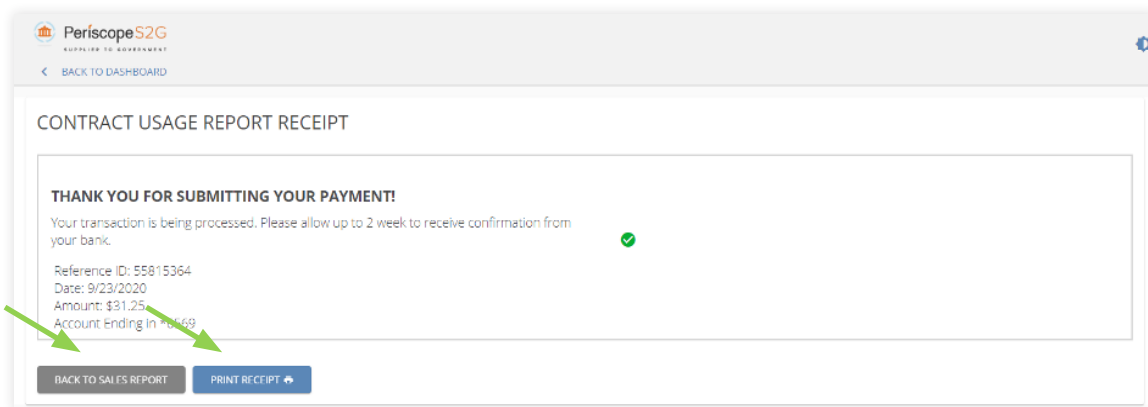 PeriscopeS2G
SUPPLIER TO GOVERNMENT
BACK TO DASHBOARD
CONTRACT USAGE REPORT RECEIPT
THANK YOU FOR SUBMITTING YOUR PAYMENT!
Your transaction is being processed. Please allow up to 2 week to receive confirmation from
your bank.
Reference ID: 55815364
Date: 9/23/2020
Amount: $31.25
Account Ending in
BACK TO SALES REPORT
PRINT RECEIPT